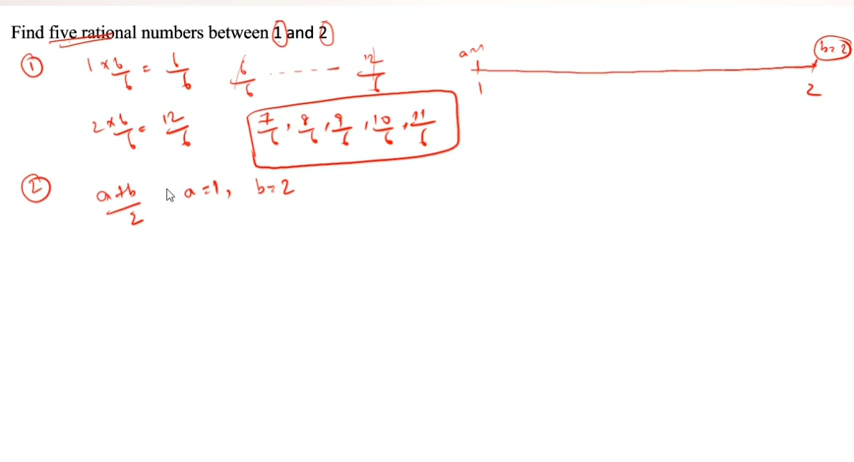 Find five rational numbers between 1 and 2
① 1 × 6/6 = 6/6 6/6 ------ 12/6
2 × 6/6 = 12/6 7/6, 8/6, 9/6, 10/6, 11/6
② a+b/2 a=1, b=2
b=2
1 2